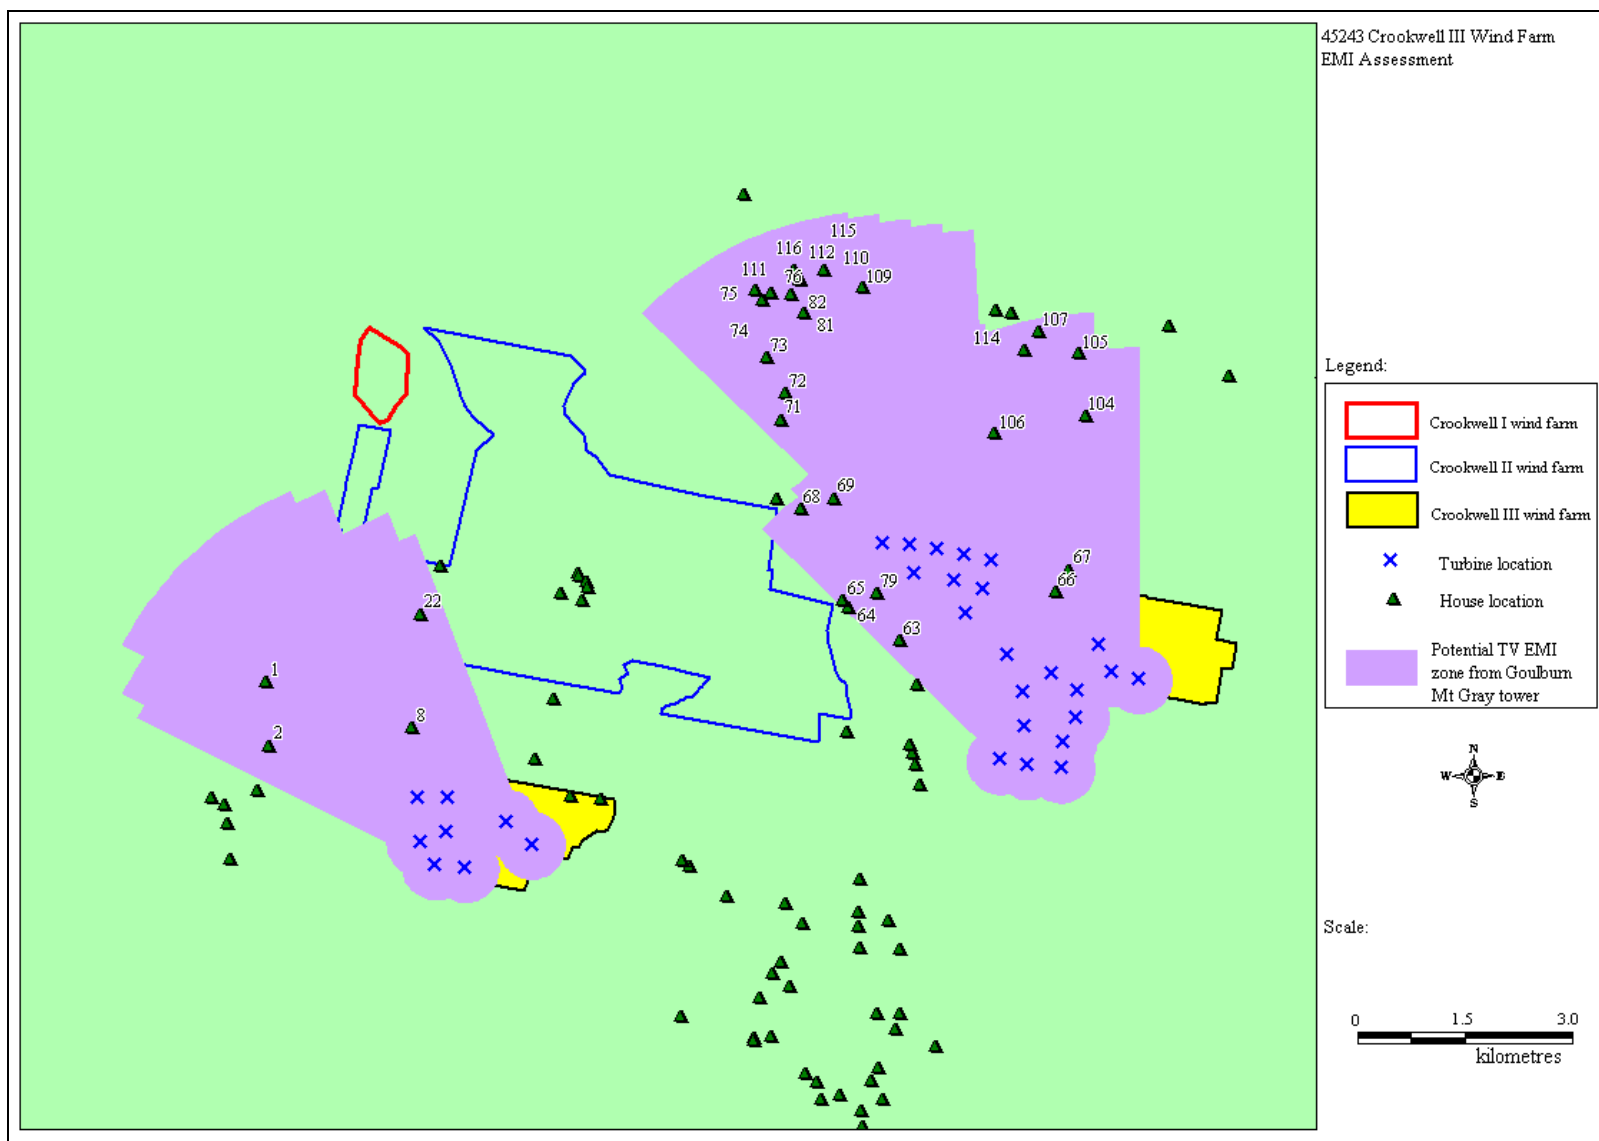 45243 Crookwell III Wind Farm
EMI Assessment
115
116
112
110
111
76
109
75
82
81
74
107
114
105
73
72
71
104
106
68
69
67
66
65
79
64
63
22
1
8
2
Legend:
Crookwell I wind farm
Crookwell II wind farm
Crookwell III wind farm
Turbine location
House location
Potential TV EMI
zone from Goulburn
Mt Gray tower
N
W E
S
Scale:
0 1.5 3.0
kilometres